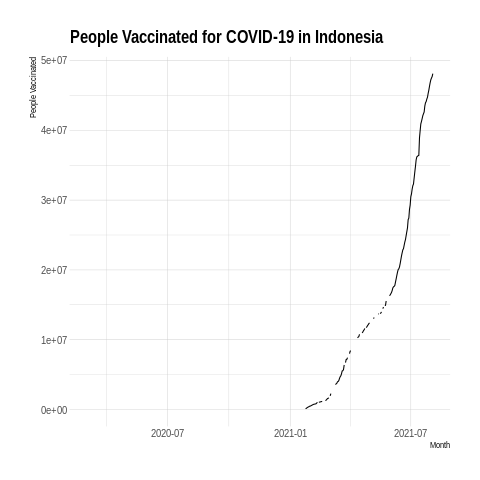 People Vaccinated for COVID-19 in Indonesia
People Vaccinated
5e+07
4e+07
3e+07
2e+07
1e+07
0e+00
2020-07
2021-01
2021-07
Month